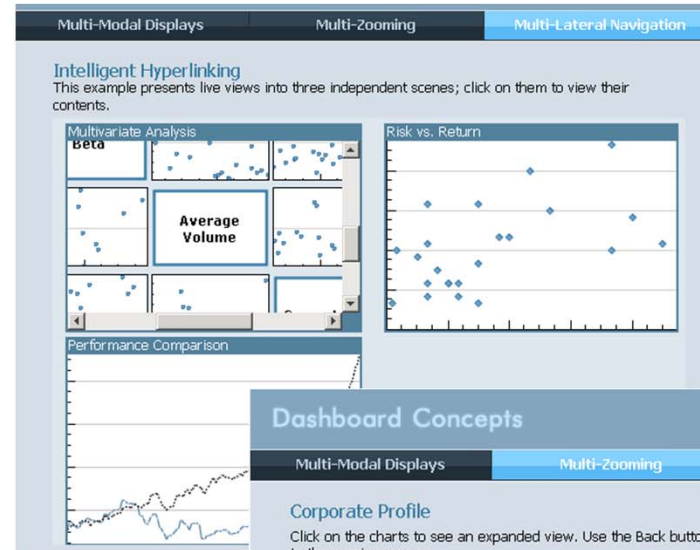 Multi-Modal Displays Multi-Zooming Multi-Lateral Navigation
Intelligent Hyperlinking
This example presents live views into three independent scenes; click on them to view their
contents.
Multivariate Analysis Risk vs. Return
Beta
Average
Volume
Performance Comparison
Dashboard Concepts
Multi-Modal Displays Multi-Zooming
Corporate Profile
Click on the charts to see an expanded view. Use the Back